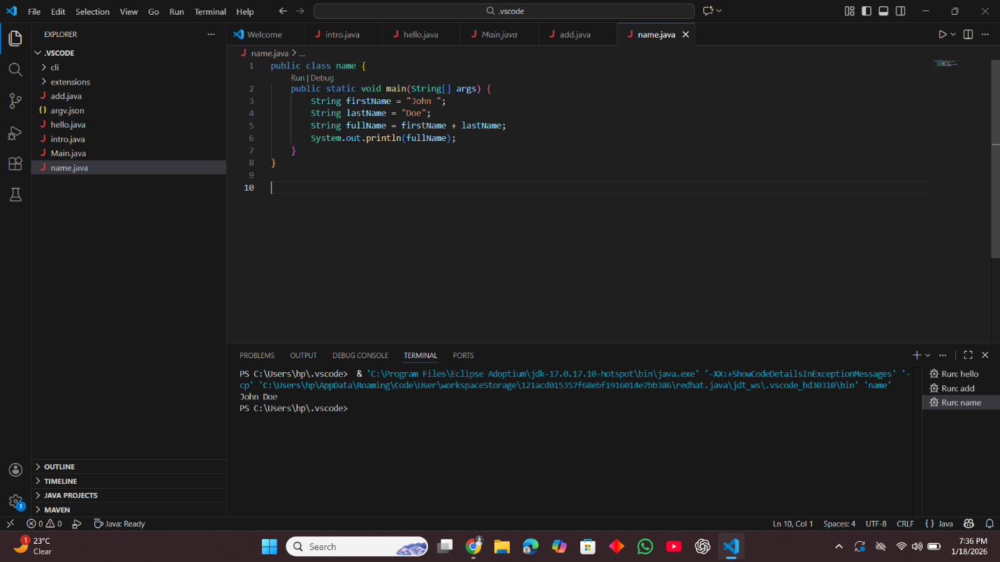 File Edit Selection View Go Run Terminal Help
.vscode
EXPLORER
.VSCODE
cli
extensions
add.java
argv.json
hello.java
intro.java
Main.java
name.java
OUTLINE
TIMELINE
JAVA PROJECTS
MAVEN
Welcome intro.java hello.java Main.java add.java name.java
name.java > ...
1 public class name {
Run | Debug
2 public static void main(String[] args) {
3 String firstName = "John ";
4 String lastName = "Doe";
5 String fullName = firstName + lastName;
6 System.out.println(fullName);
7 }
8 }
9
10
PROBLEMS OUTPUT DEBUG CONSOLE TERMINAL PORTS
PS C:\Users\hp\.vscode> & 'C:\Program Files\Eclipse Adoptium\jdk-17.0.17.10-hotspot\bin\java.exe' '-XX:+ShowCodeDetailsInExceptionMessages' '-
cp' 'C:\Users\hp\AppData\Roaming\Code\User\workspaceStorage\121acd015357f68ebf1916014e7bb386\redhat.java\jdt_ws\.vscode_bd30310\bin' 'name'
John Doe
PS C:\Users\hp\.vscode>
Run: hello
Run: add
Run: name
1
0 0 Java: Ready
Ln 10, Col 1 Spaces: 4 UTF-8 CRLF {} Java
1
23°C
Clear
Search
7:36 PM
1/18/2026